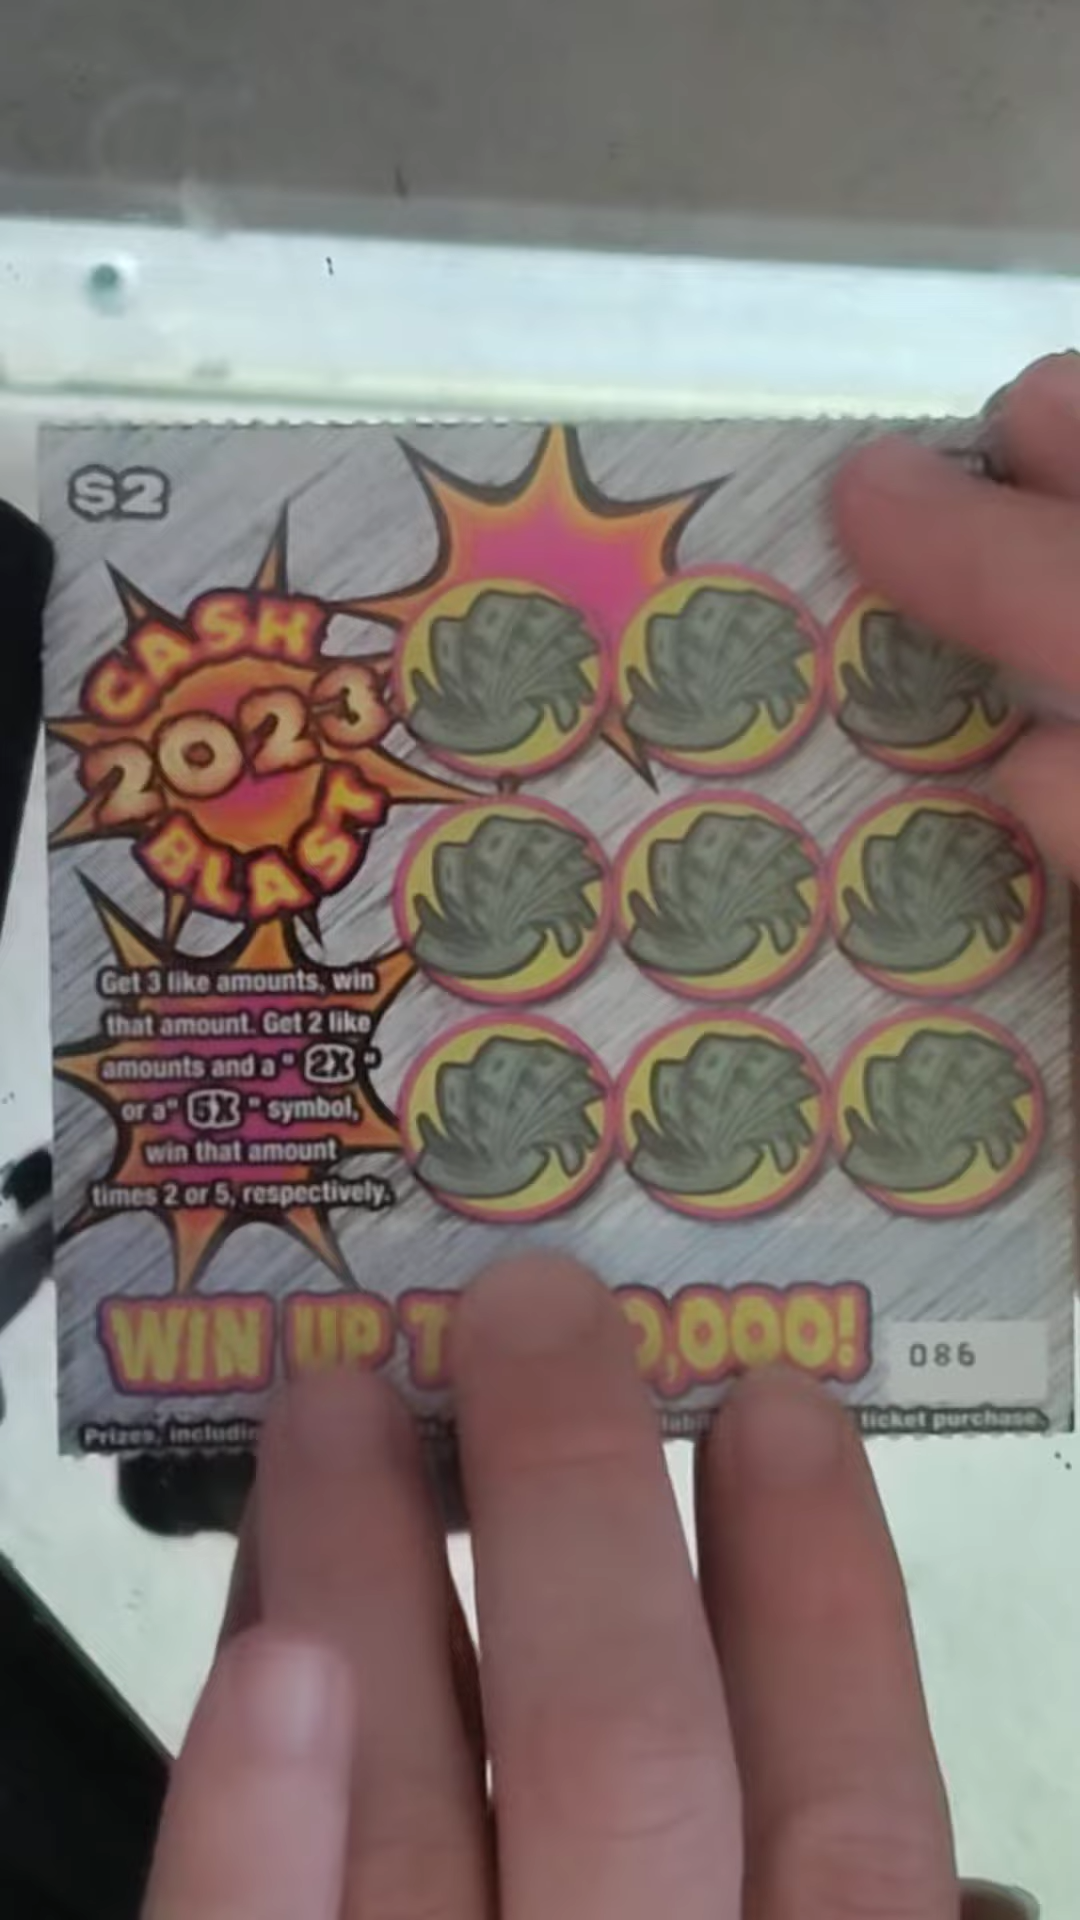 $2
CASH
2023
BLAST
Get 3 like amounts, win
that amount. Get 2 like
amounts and a "2X"
or a "5X" symbol,
win that amount
times 2 or 5, respectively.
WIN UP 0,000!
086
Prizes, ticket purchase.